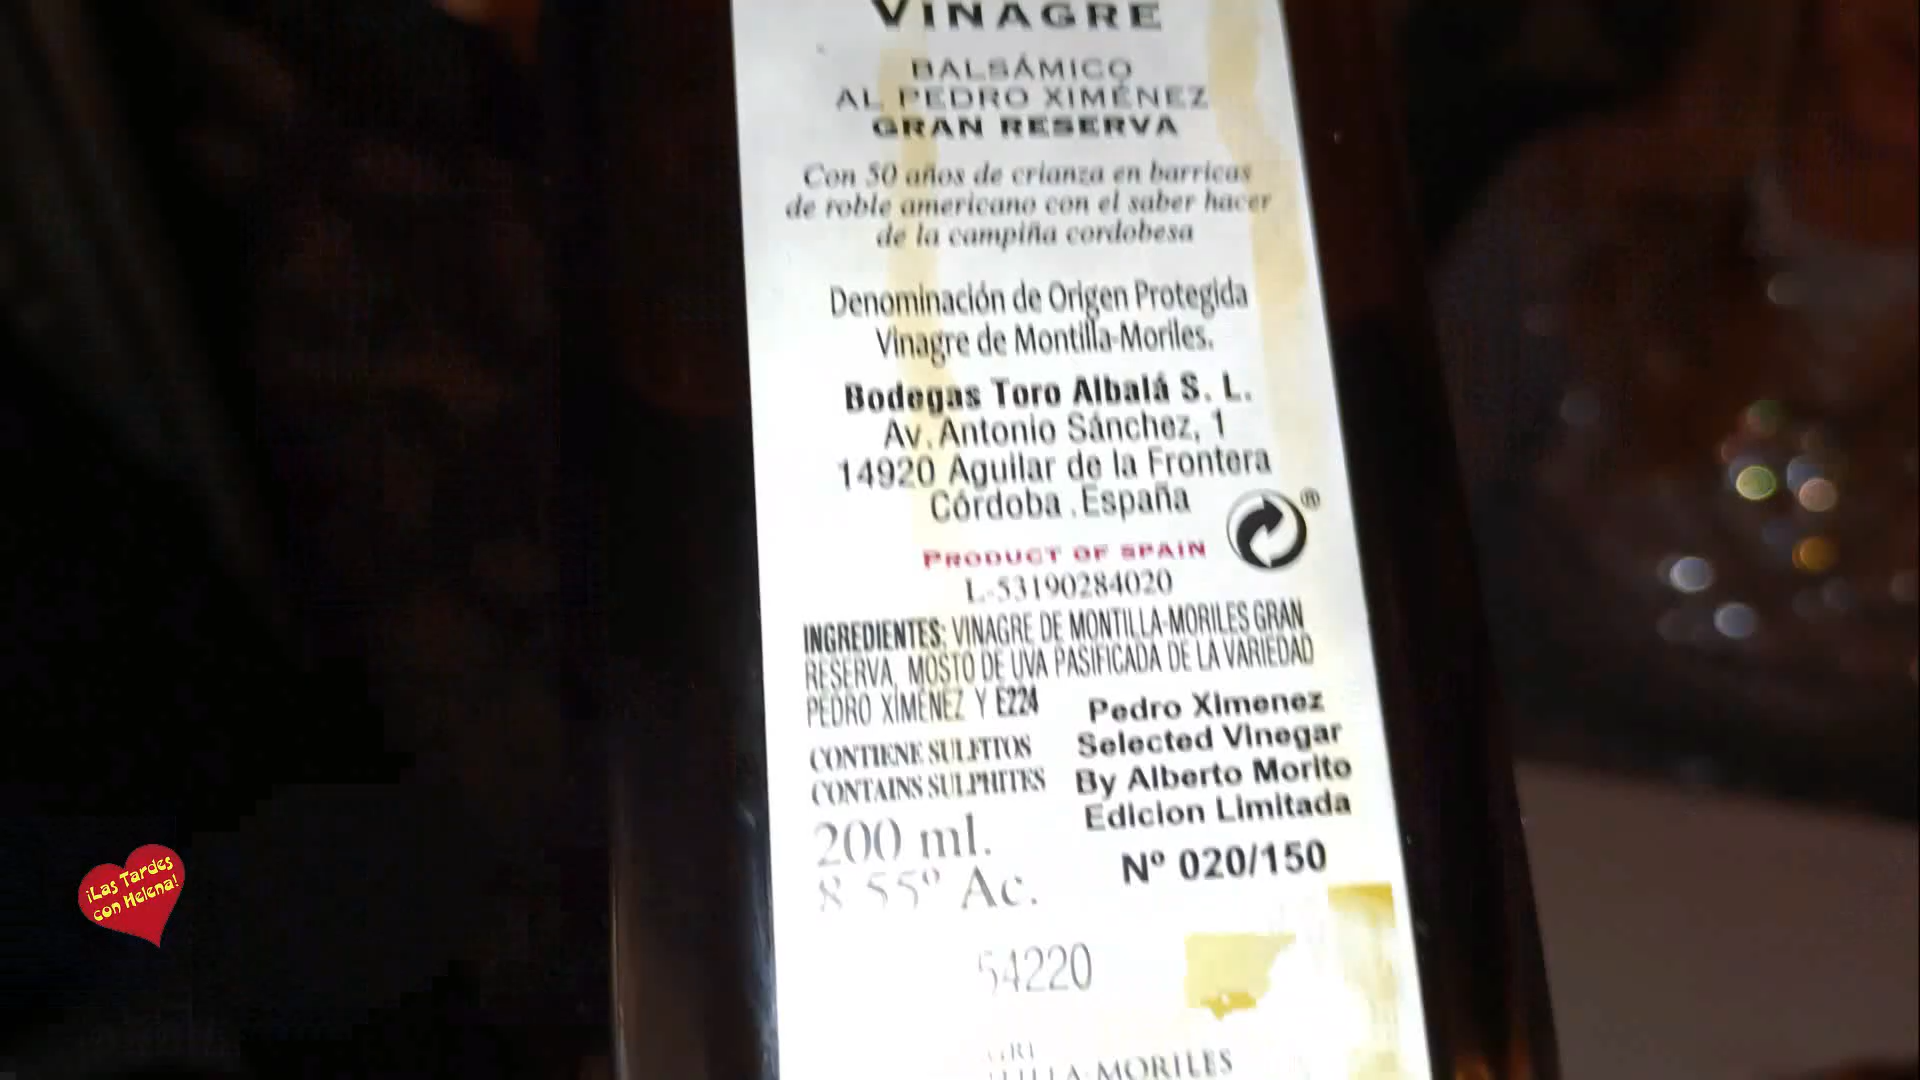 VINAGRE
BALSÁMICO
AL PEDRO XIMÉNEZ
GRAN RESERVA
Con 50 años de crianza en barricas
de roble americano con el saber hacer
de la campiña cordobesa
Denominación de Origen Protegida
Vinagre de Montilla-Moriles.
Bodegas Toro Albalá S. L.
Av. Antonio Sánchez, 1
14920 Aguilar de la Frontera
Córdoba . España
®
PRODUCT OF SPAIN
L-53190284020
INGREDIENTES: VINAGRE DE MONTILLA-MORILES GRAN
RESERVA, MOSTO DE UVA PASIFICADA DE LA VARIEDAD
PEDRO XIMÉNEZ Y E224
CONTIENE SULFITOS
CONTAINS SULPHITES
200 ml.
8 55º Ac.
Pedro Ximenez
Selected Vinegar
By Alberto Morito
Edicion Limitada
Nº 020/150
54220
MORILES
¡Las Tardes
con Helena!